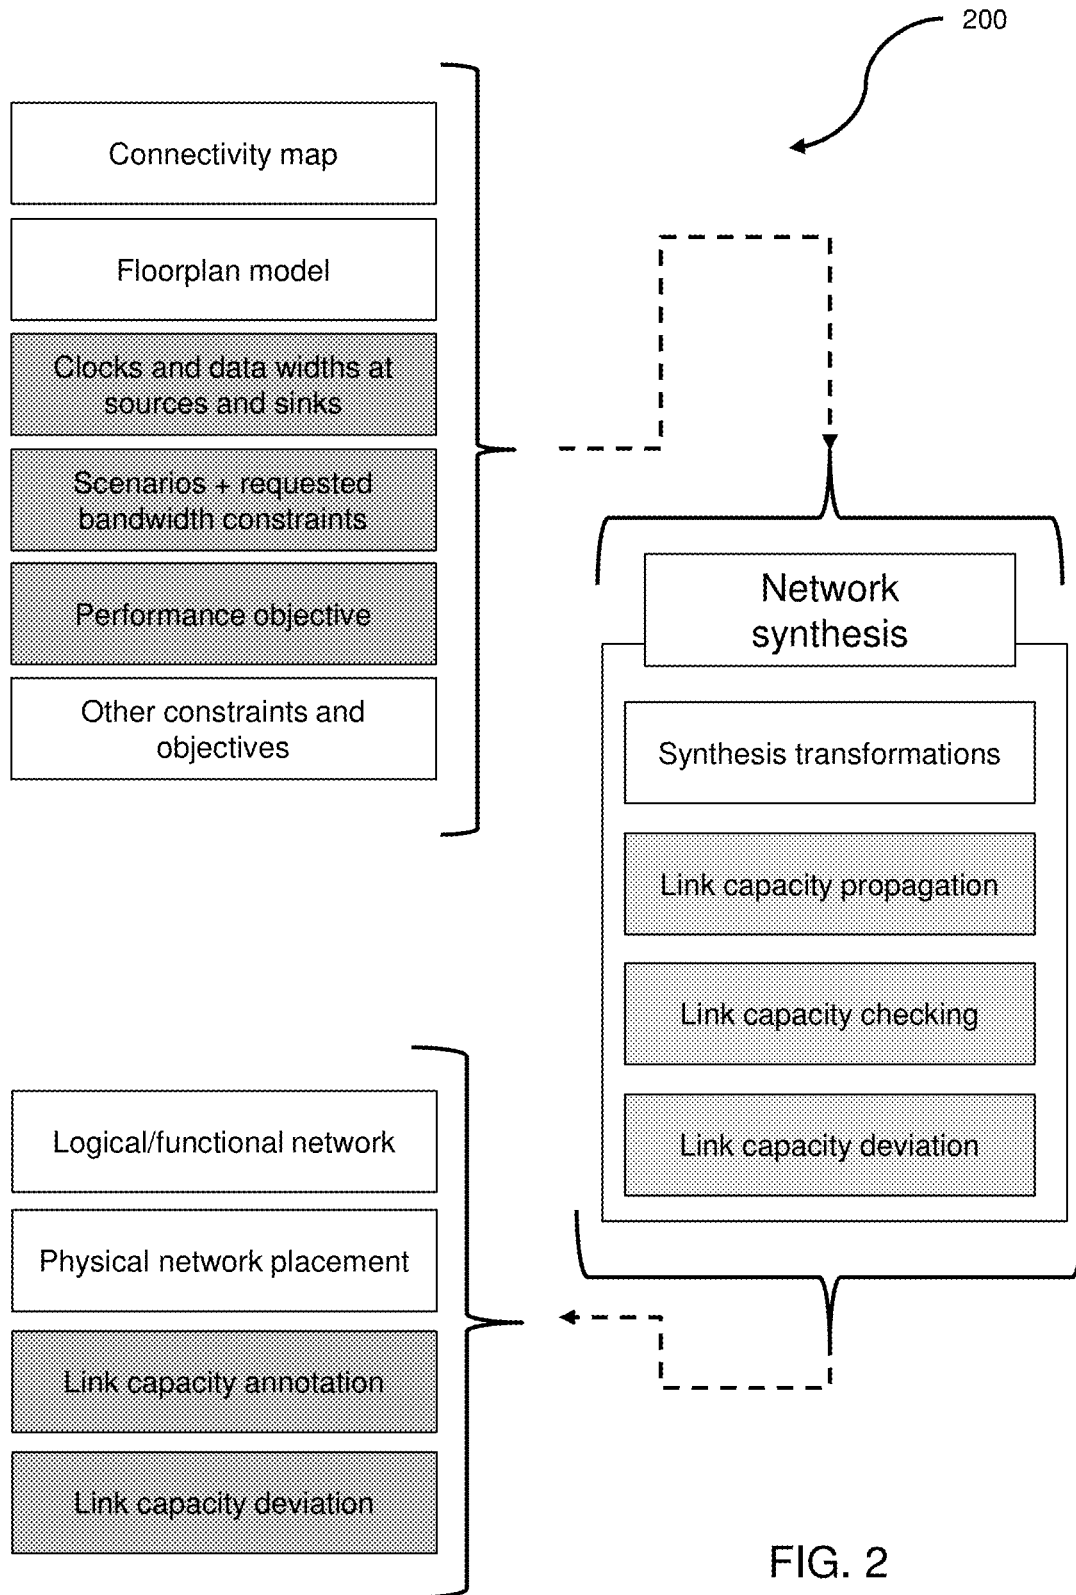 200
Connectivity map
Floorplan model
Clocks and data widths at
sources and sinks
Scenarios + requested
bandwidth constraints
Performance objective
Other constraints and
objectives
Network
synthesis
Synthesis transformations
Link capacity propagation
Link capacity checking
Link capacity deviation
Logical/functional network
Physical network placement
Link capacity annotation
Link capacity deviation
FIG. 2